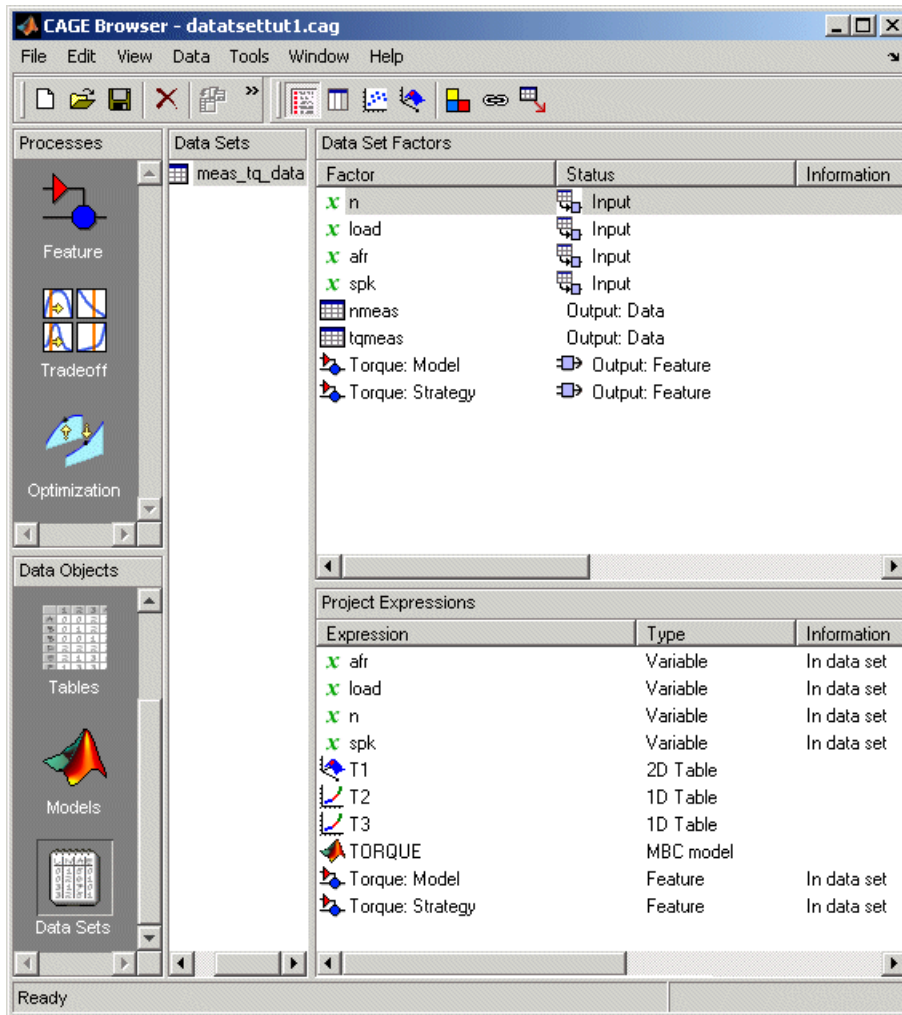 CAGE Browser - datatsettut1.cag
File Edit View Data Tools Window Help
»
Processes
Data Sets
Data Set Factors
meas_tq_data
Factor Status Information
x n Input
x load Input
x afr Input
x spk Input
nmeas Output: Data
tqmeas Output: Data
Torque: Model Output: Feature
Torque: Strategy Output: Feature
Feature
Tradeoff
Optimization
Data Objects
Tables
Models
Data Sets
Project Expressions
Expression Type Information
x afr Variable In data set
x load Variable In data set
x n Variable In data set
x spk Variable In data set
T1 2D Table
T2 1D Table
T3 1D Table
TORQUE MBC model
Torque: Model Feature In data set
Torque: Strategy Feature In data set
Ready